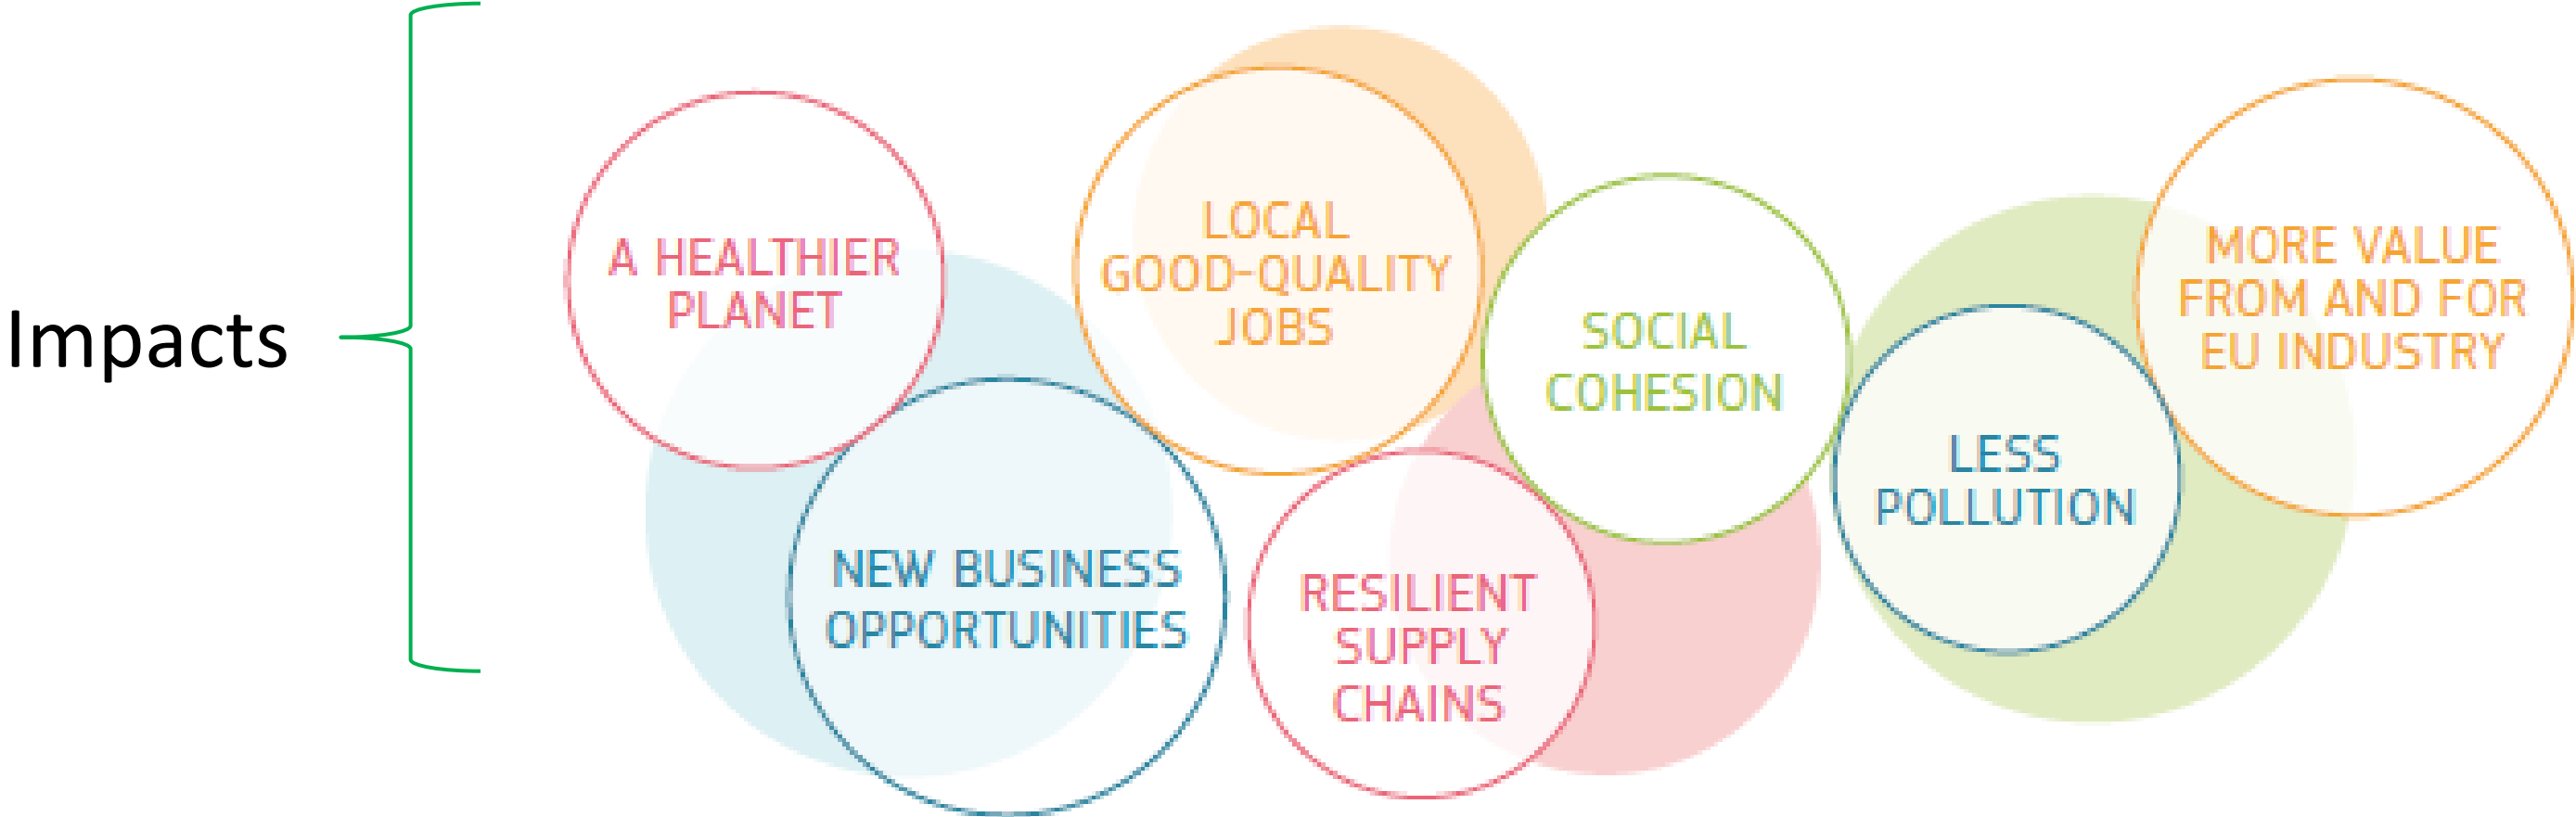 Impacts
A HEALTHIER
PLANET
NEW BUSINESS
OPPORTUNITIES
LOCAL
GOOD-QUALITY
JOBS
RESILIENT
SUPPLY
CHAINS
SOCIAL
COHESION
LESS
POLLUTION
MORE VALUE
FROM AND FOR
EU INDUSTRY